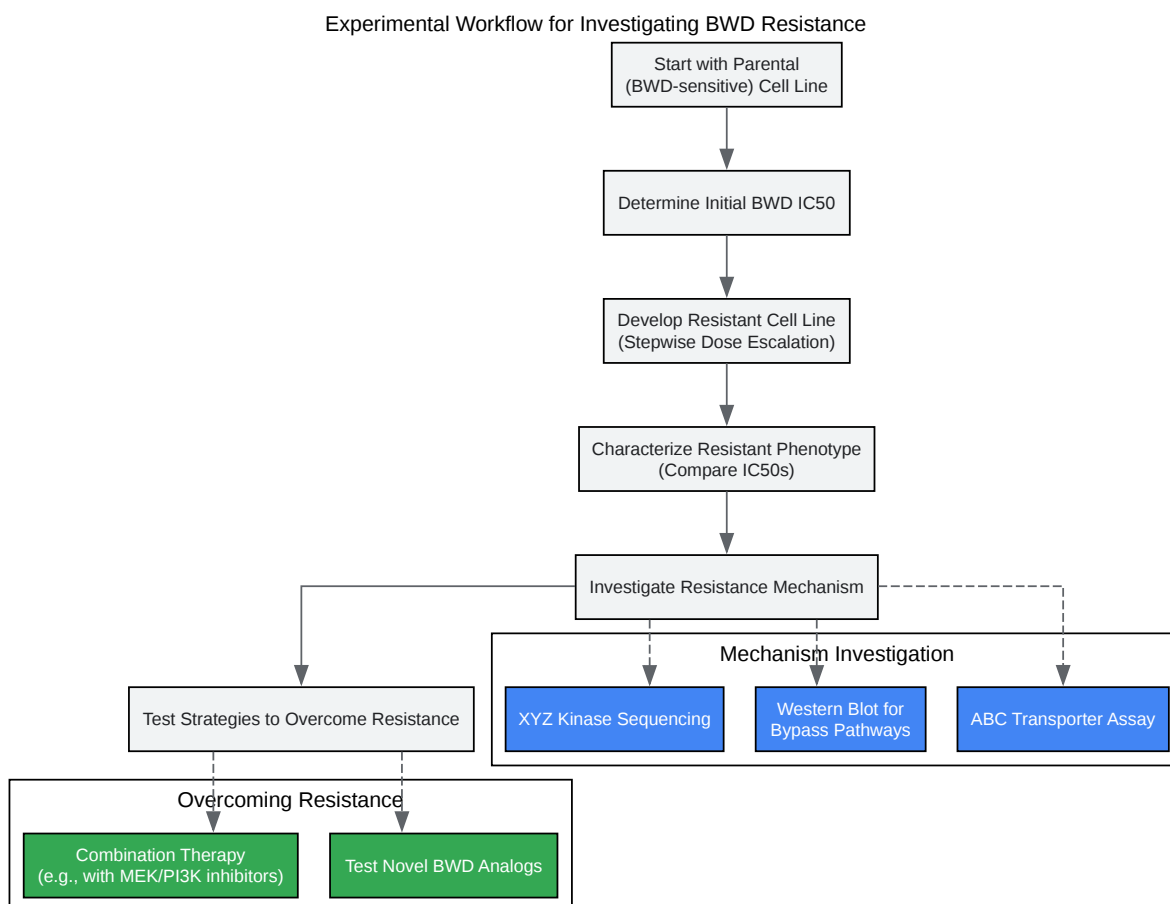 Experimental Workflow for Investigating BWD Resistance
Start with Parental
(BWD-sensitive) Cell Line
Determine Initial BWD IC50
Develop Resistant Cell Line
(Stepwise Dose Escalation)
Characterize Resistant Phenotype
(Compare IC50s)
Investigate Resistance Mechanism
Mechanism Investigation
Test Strategies to Overcome Resistance
XYZ Kinase Sequencing
Western Blot for
Bypass Pathways
ABC Transporter Assay
Overcoming Resistance
Combination Therapy
(e.g., with MEK/PI3K inhibitors)
Test Novel BWD Analogs